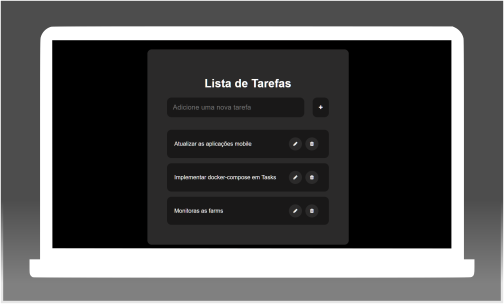 Lista de Tarefas
Adicione uma nova tarefa
+
Atualizar as aplicações mobile
Implementar docker-compose em Tasks
Monitoras as farms